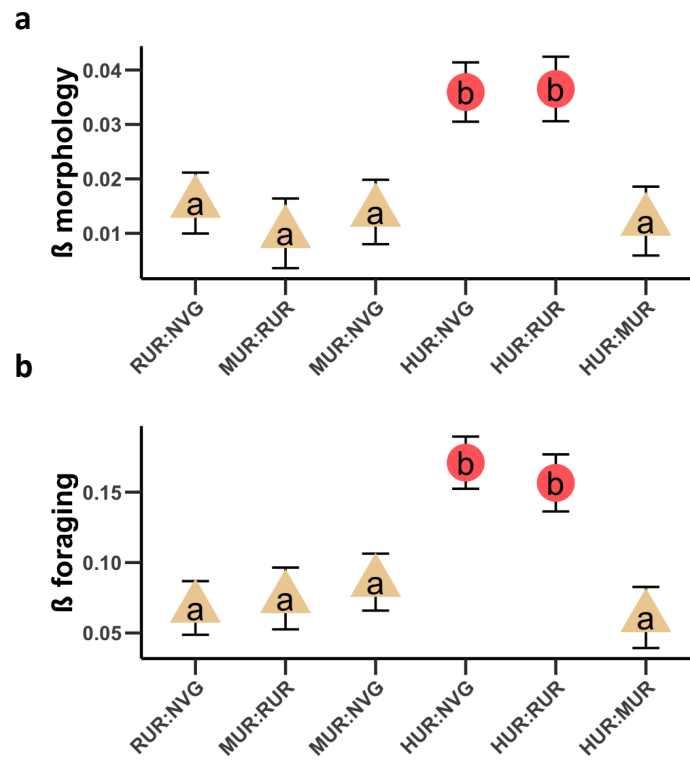 a
ß morphology
0.04
0.03
0.02
0.01
a
a
a
b
b
a
RUR:NVG
MUR:RUR
MUR:NVG
HUR:NVG
HUR:RUR
HUR:MUR
b
ß foraging
0.15
0.10
0.05
a
a
a
b
b
a
RUR:NVG
MUR:RUR
MUR:NVG
HUR:NVG
HUR:RUR
HUR:MUR